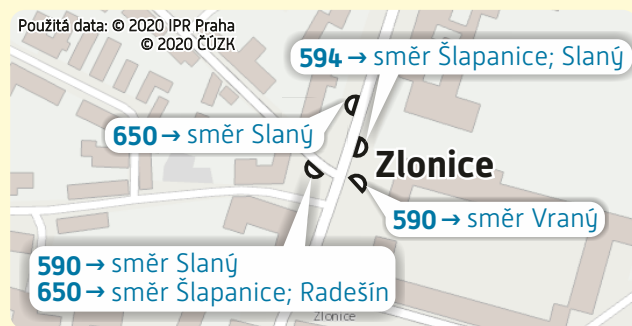 Použitá data: © 2020 IPR Praha
© 2020 ČÚZK
594 → směr Šlapanice; Slaný
650 → směr Slaný
Zlonice
590 → směr Vraný
590 → směr Slaný
650 → směr Šlapanice; Radešín
Zlonice